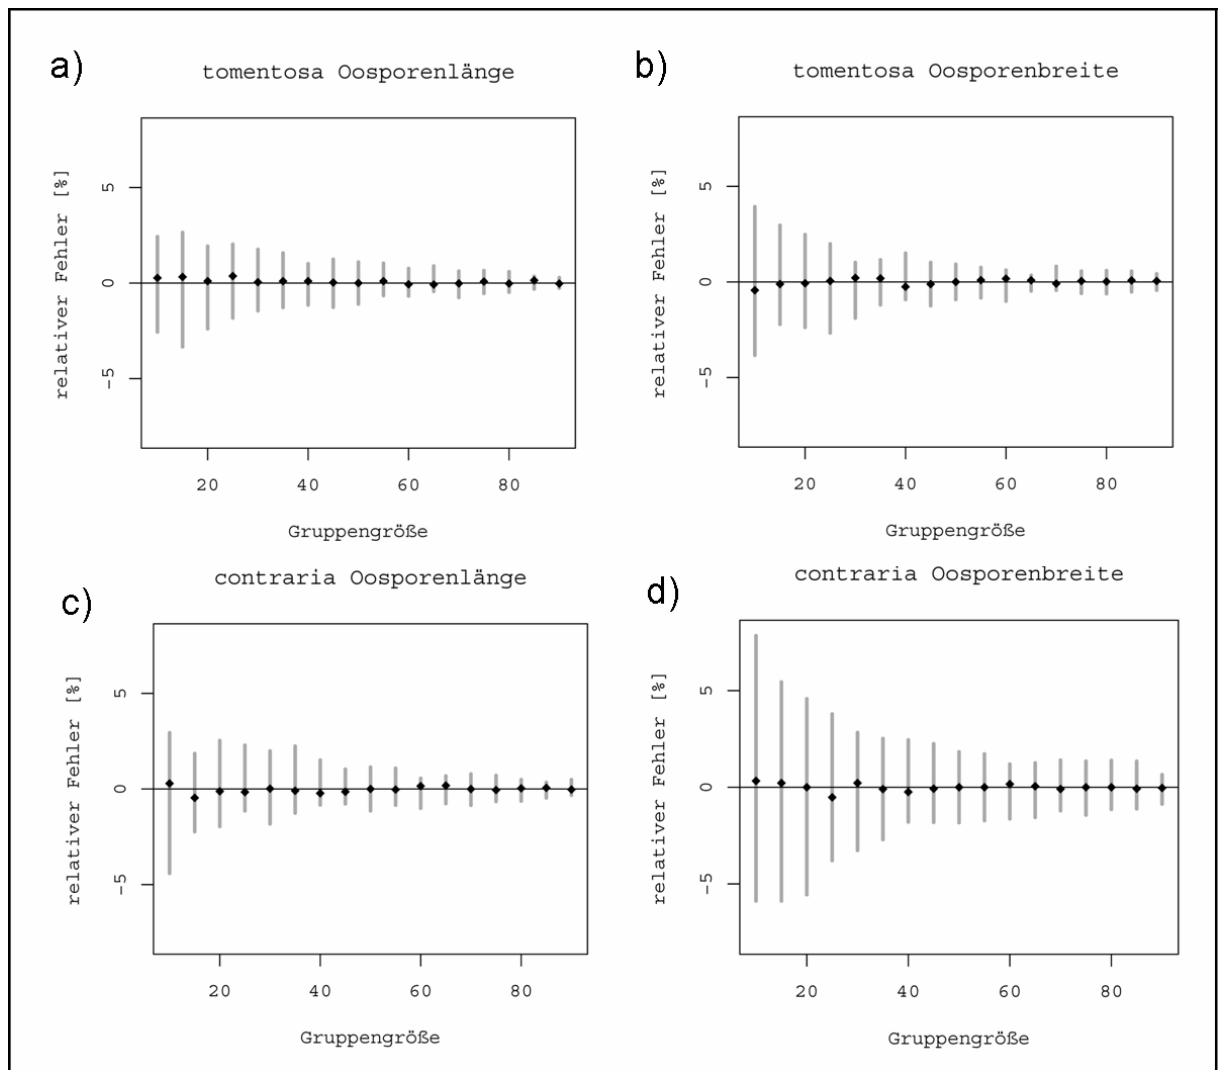 a)
tomentosa Oosporenlänge
relativer Fehler [%]
5
0
-5
20 40 60 80
Gruppengröße
b)
tomentosa Oosporenbreite
relativer Fehler [%]
5
0
-5
20 40 60 80
Gruppengröße
c)
contraria Oosporenlänge
relativer Fehler [%]
5
0
-5
20 40 60 80
Gruppengröße
d)
contraria Oosporenbreite
relativer Fehler [%]
5
0
-5
20 40 60 80
Gruppengröße